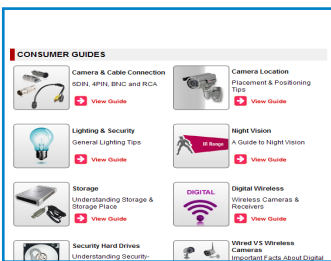 CONSUMER GUIDES
Camera & Cable Connection
6DIN, 4PIN, BNC and RCA
View Guide
Camera Location
Placement & Positioning
Tips
View Guide
Lighting & Security
General Lighting Tips
View Guide
IR Range
Night Vision
A Guide to Night Vision
View Guide
Storage
Understanding Storage &
Storage Place
View Guide
DIGITAL
Digital Wireless
Wireless Cameras &
Receivers
View Guide
Security Hard Drives
Understanding Security-
Wired VS Wireless
Cameras
Important Facts About Digital